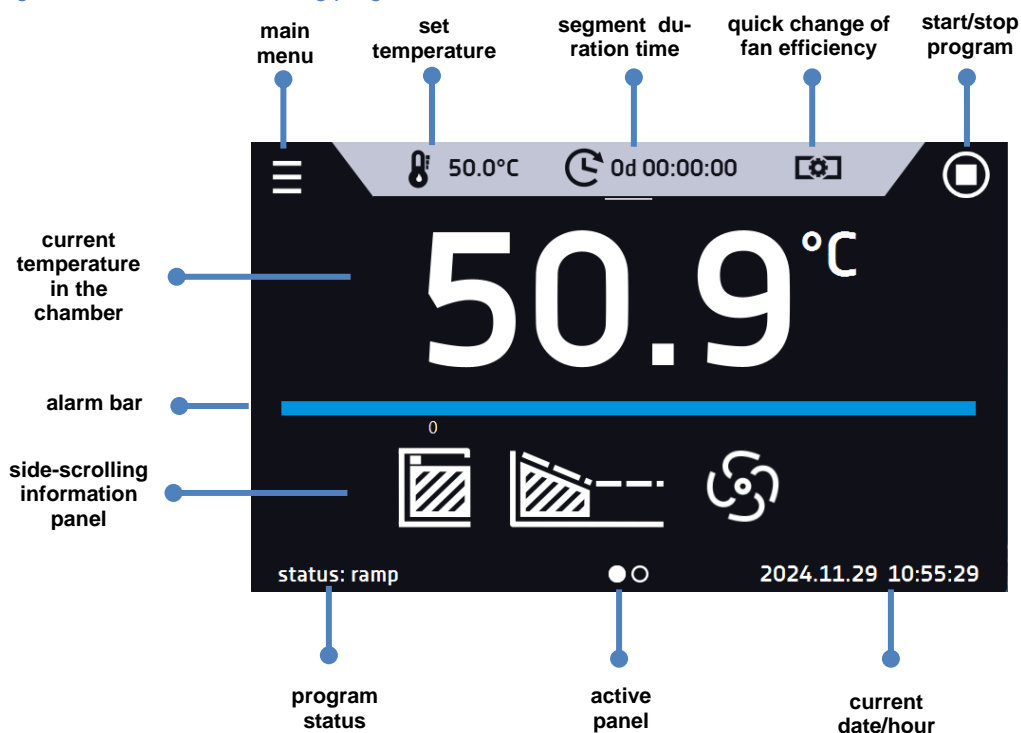 main
menu
set
temperature
segment du-
ration time
quick change of
fan efficiency
start/stop
program
50.0°C
0d 00:00:00
50.9°C
current
temperature
in the
chamber
alarm bar
0
side-scrolling
information
panel
status: ramp
2024.11.29 10:55:29
program
status
active
panel
current
date/hour